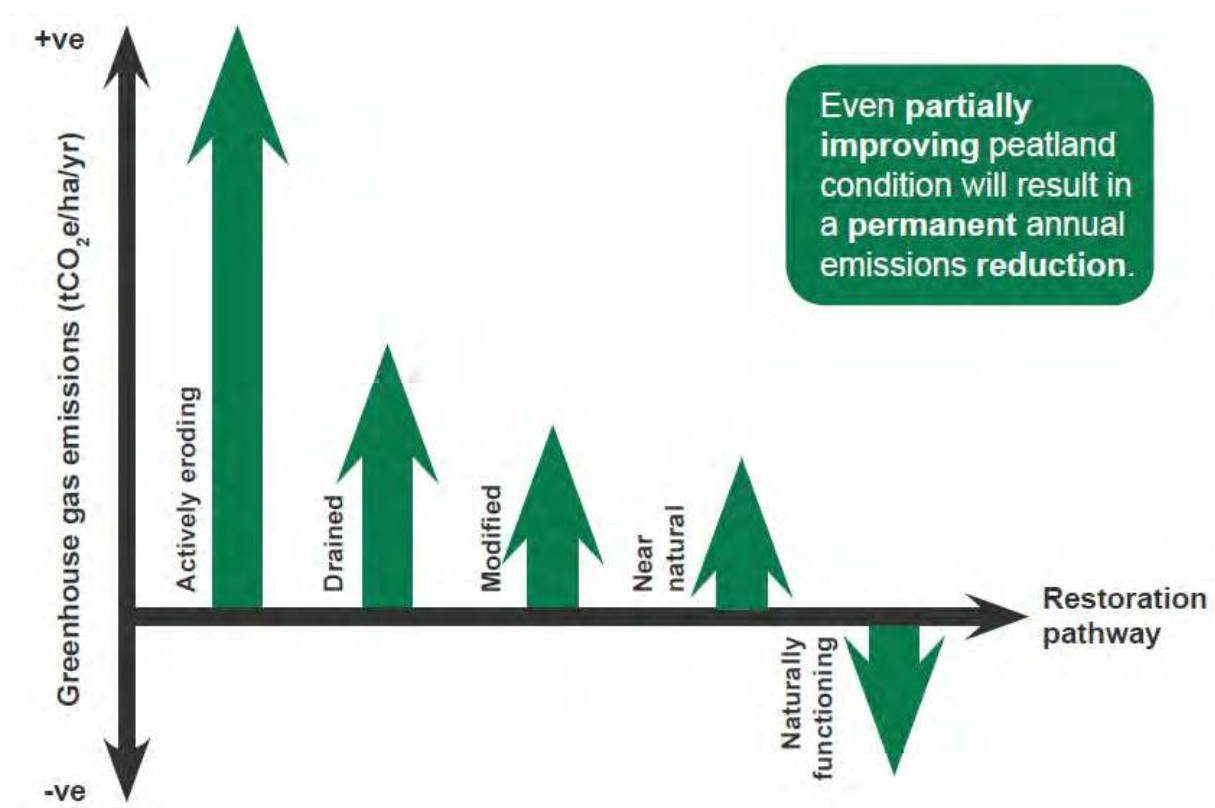 +ve
Greenhouse gas emissions (tCO₂e/ha/yr)
-ve
Actively eroding
Drained
Modified
Near
natural
Naturally
functioning
Restoration
pathway
Even partially
improving peatland
condition will result in
a permanent annual
emissions reduction.